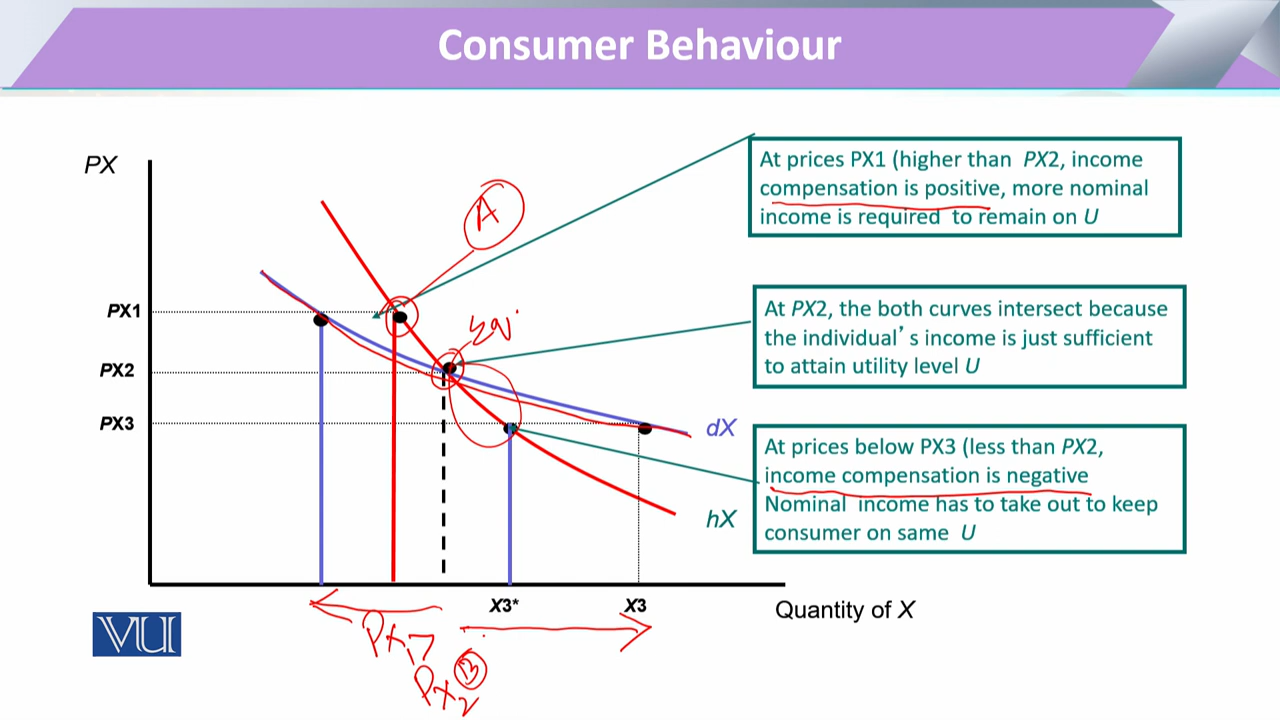 Consumer Behaviour
PX
At prices PX1 (higher than PX2, income
compensation is positive, more nominal
income is required to remain on U
A
PX1
Eqi.
At PX2, the both curves intersect because
the individual’s income is just sufficient
to attain utility level U
PX2
PX3
dX
At prices below PX3 (less than PX2,
income compensation is negative
Nominal income has to take out to keep
consumer on same U
hX
X3*
X3
Quantity of X
VU
PX1 >
PX2
B